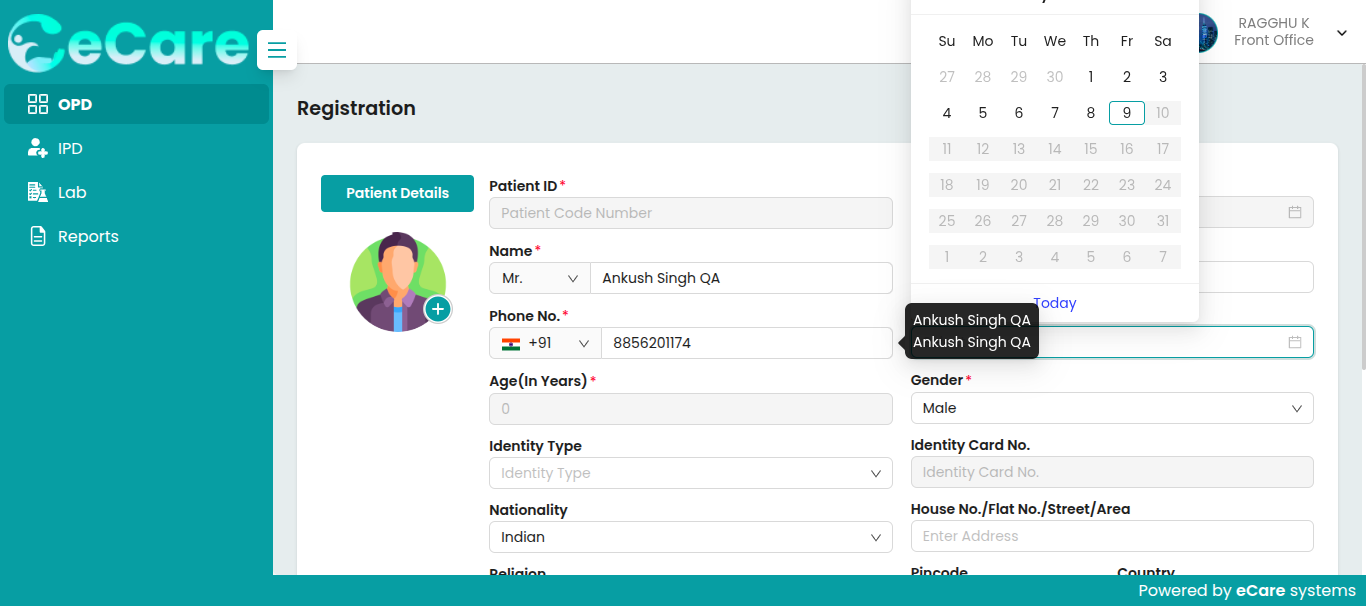 eCare
RAGGHU K
Front Office
OPD
IPD
Lab
Reports
Registration
Su Mo Tu We Th Fr Sa
27 28 29 30 1 2 3
4 5 6 7 8 9 10
11 12 13 14 15 16 17
18 19 20 21 22 23 24
25 26 27 28 29 30 31
1 2 3 4 5 6 7
Today
Patient Details
Patient ID *
Patient Code Number
Name *
Mr. Ankush Singh QA
Phone No. *
+91 8856201174
Ankush Singh QA
Ankush Singh QA
Age(In Years) *
0
Gender *
Male
Identity Type
Identity Type
Identity Card No.
Identity Card No.
Nationality
Indian
House No./Flat No./Street/Area
Enter Address
Religion
Pincode
Country
Powered by eCare systems